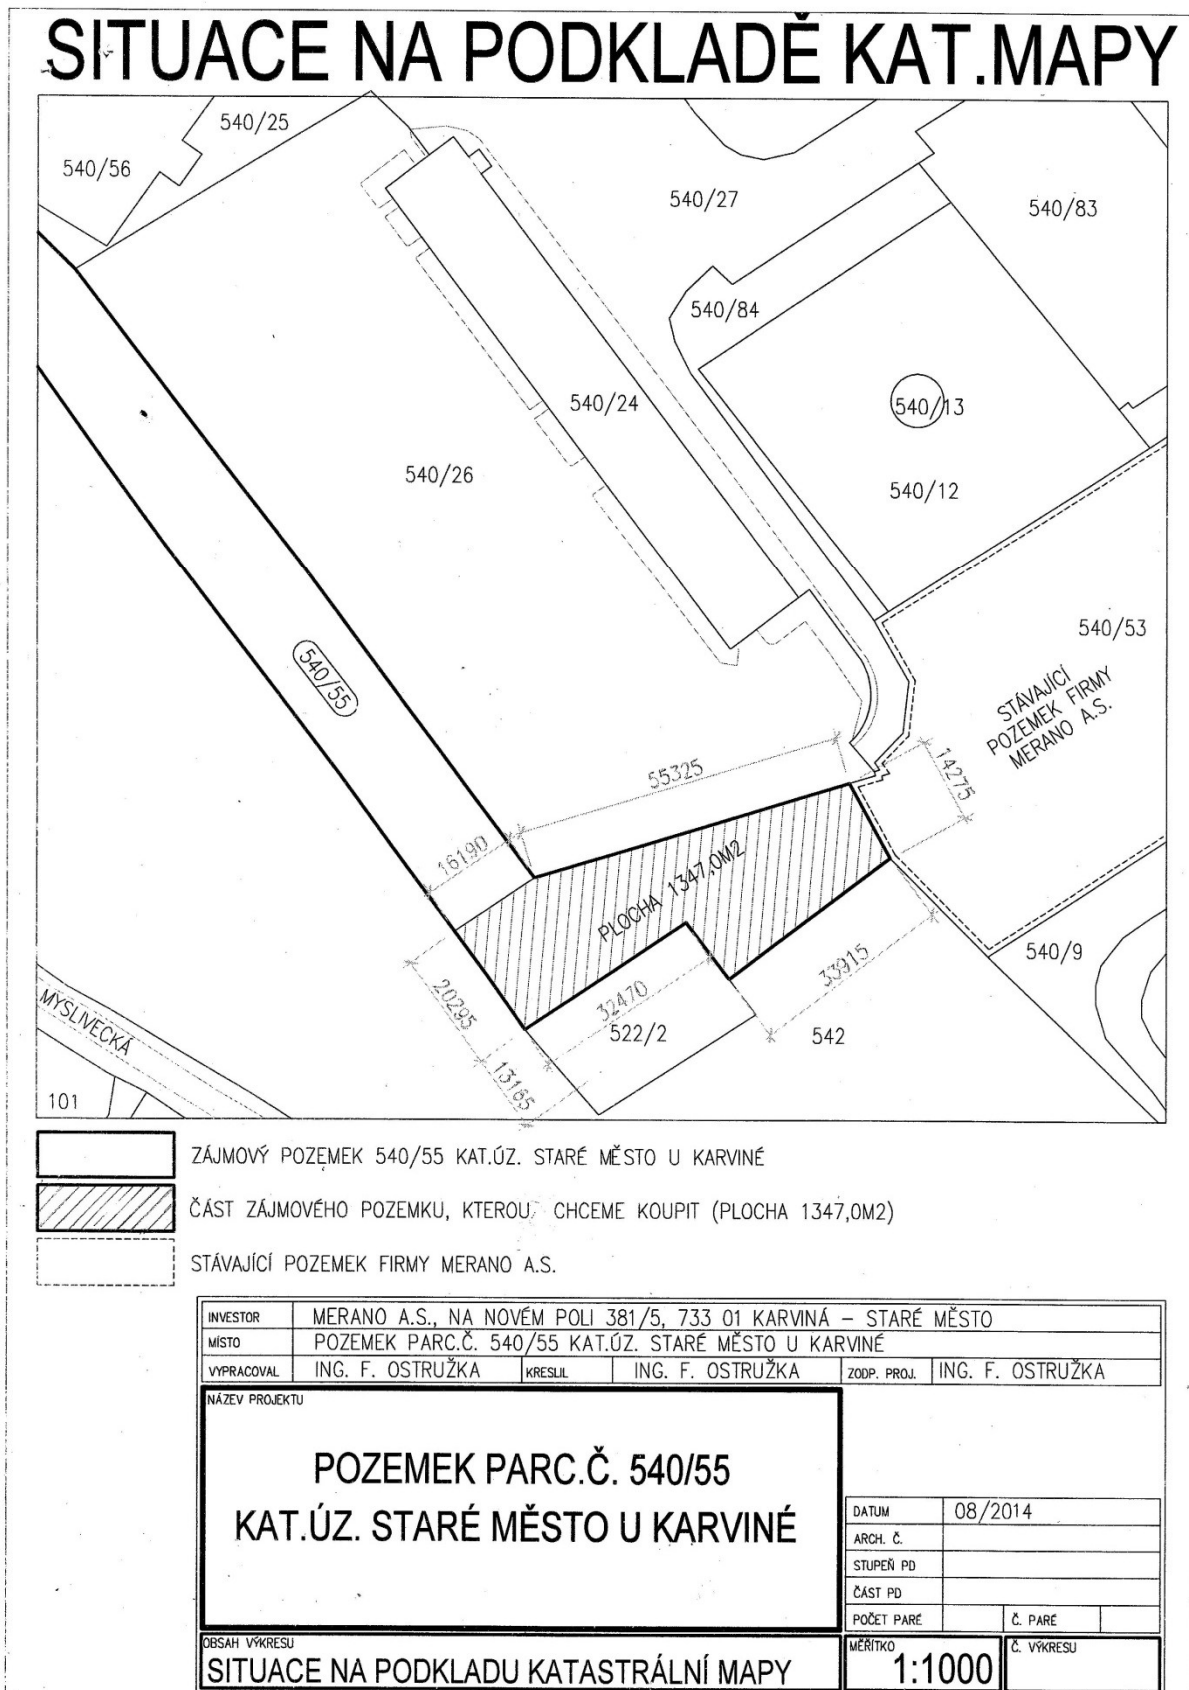 SITUACE NA PODKLADĚ KAT.MAPY
540/25
540/56
540/27
540/83
540/84
540/24
540/13
540/26
540/12
540/53
540/55
STÁVAJÍCÍ
POZEMEK FIRMY
MERANO A.S.
55325
14275
16190
PLOCHA 1347,0M2
33915
540/9
20295
32470
522/2
542
MYSLIVECKÁ
13165
101
ZÁJMOVÝ POZEMEK 540/55 KAT.ÚZ. STARÉ MĚSTO U KARVINÉ
ČÁST ZÁJMOVÉHO POZEMKU, KTEROU CHCEME KOUPIT (PLOCHA 1347,0M2)
STÁVAJÍCÍ POZEMEK FIRMY MERANO A.S.
INVESTOR MERANO A.S., NA NOVÉM POLI 381/5, 733 01 KARVINÁ – STARÉ MĚSTO
MÍSTO POZEMEK PARC.Č. 540/55 KAT.ÚZ. STARÉ MĚSTO U KARVINÉ
VYPRACOVAL ING. F. OSTRUŽKA KRESLIL ING. F. OSTRUŽKA ZODP. PROJ. ING. F. OSTRUŽKA
NÁZEV PROJEKTU
POZEMEK PARC.Č. 540/55
KAT.ÚZ. STARÉ MĚSTO U KARVINÉ
DATUM 08/2014
ARCH. Č.
STUPEŇ PD
ČÁST PD
POČET PARÉ Č. PARÉ
OBSAH VÝKRESU
SITUACE NA PODKLADU KATASTRÁLNÍ MAPY
MĚŘÍTKO
1:1000
Č. VÝKRESU